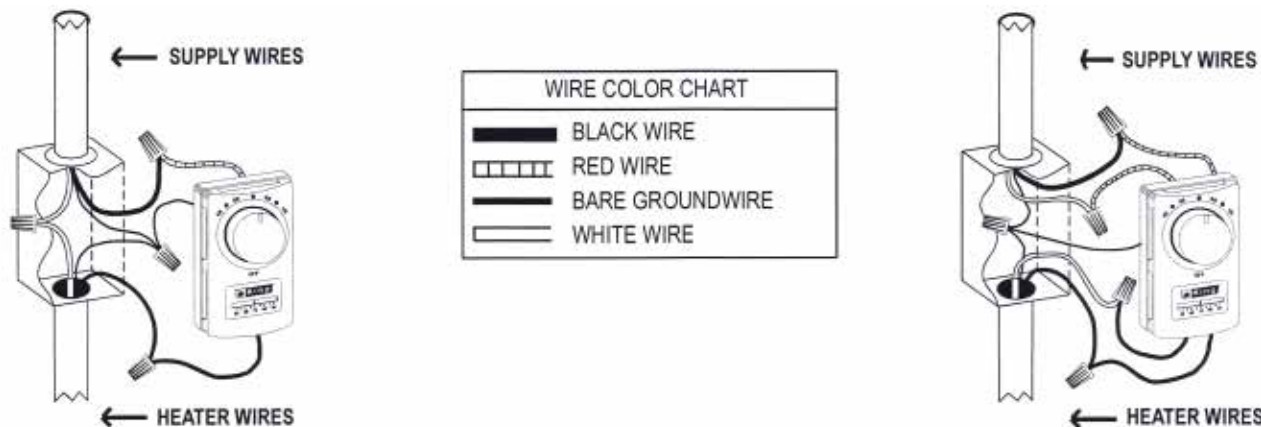 SUPPLY WIRES
HEATER WIRES
WIRE COLOR CHART
BLACK WIRE
RED WIRE
BARE GROUNDWIRE
WHITE WIRE
SUPPLY WIRES
HEATER WIRES